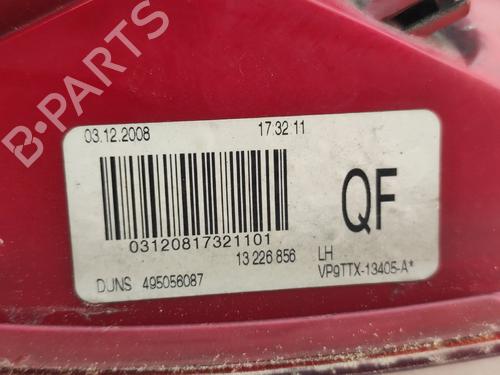 B-PARTS
03.12.2008 17.32.11
03120817321101
QF
13 226 856 LH
DUNS 495056087 VP9TTX-13405-A*